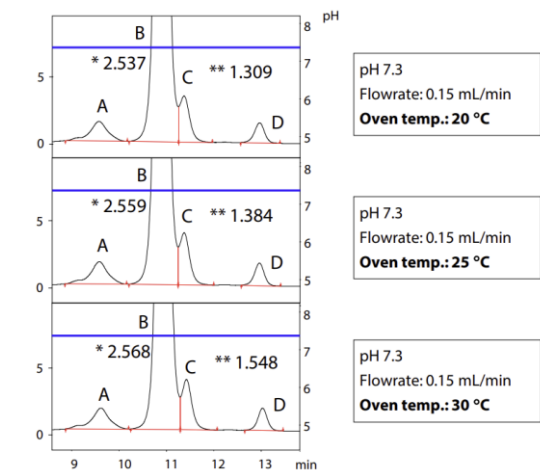 pH
B
8
* 2.537
** 1.309
7
5
C
6
A
D
5
0
pH 7.3
Flowrate: 0.15 mL/min
Oven temp.: 20 °C
B
8
* 2.559
** 1.384
7
5
C
6
A
D
5
0
pH 7.3
Flowrate: 0.15 mL/min
Oven temp.: 25 °C
B
8
* 2.568
** 1.548
7
5
C
6
A
D
5
0
pH 7.3
Flowrate: 0.15 mL/min
Oven temp.: 30 °C
9 10 11 12 13 min